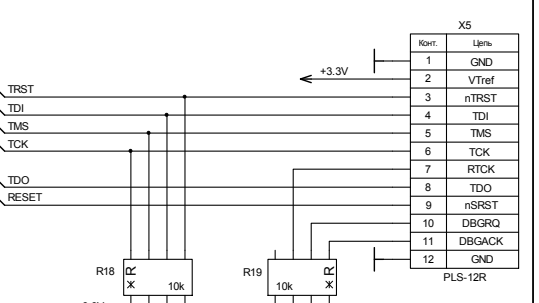 X5
Конт. Цепь
1 GND
+3.3V 2 VTref
TRST 3 nTRST
TDI 4 TDI
TMS 5 TMS
TCK 6 TCK
7 RTCK
TDO 8 TDO
RESET 9 nSRST
10 DBGRQ
11 DBGACK
12 GND
PLS-12R
R18 * R 10k
R19 10k * R